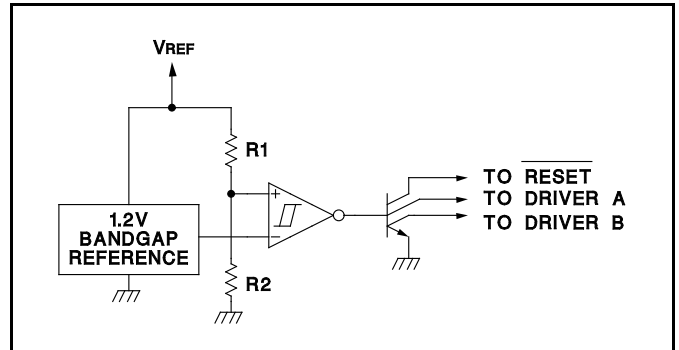 VREF
R1
+
1.2V
BANDGAP
REFERENCE
−
R2
TO RESET
TO DRIVER A
TO DRIVER B